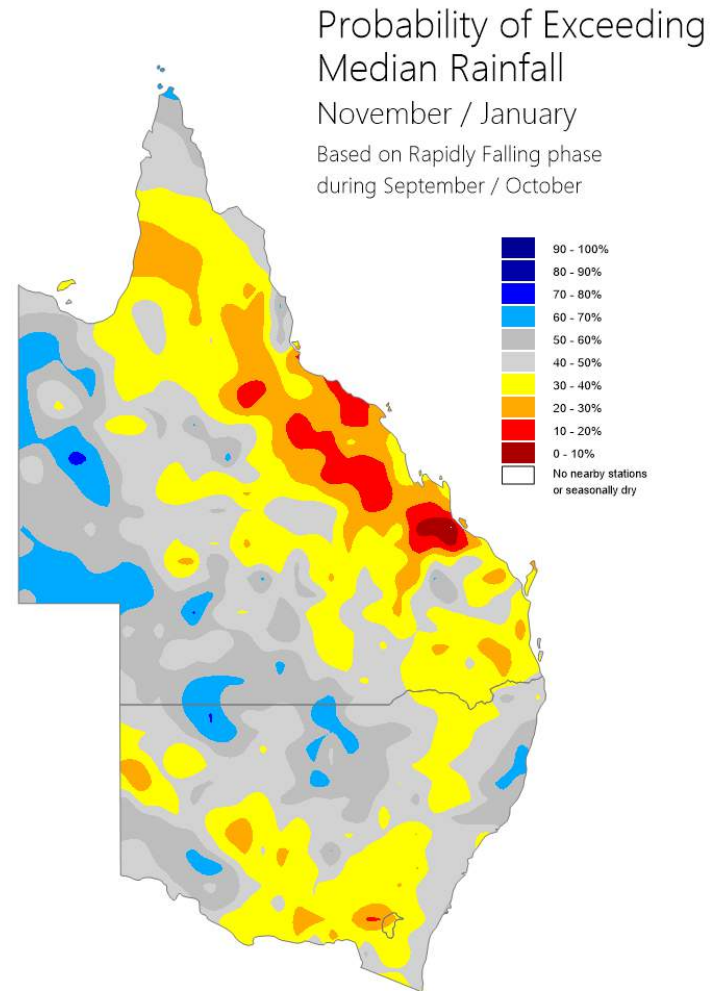 Probability of Exceeding
Median Rainfall
November / January
Based on Rapidly Falling phase
during September / October
90 - 100%
80 - 90%
70 - 80%
60 - 70%
50 - 60%
40 - 50%
30 - 40%
20 - 30%
10 - 20%
0 - 10%
No nearby stations
or seasonally dry